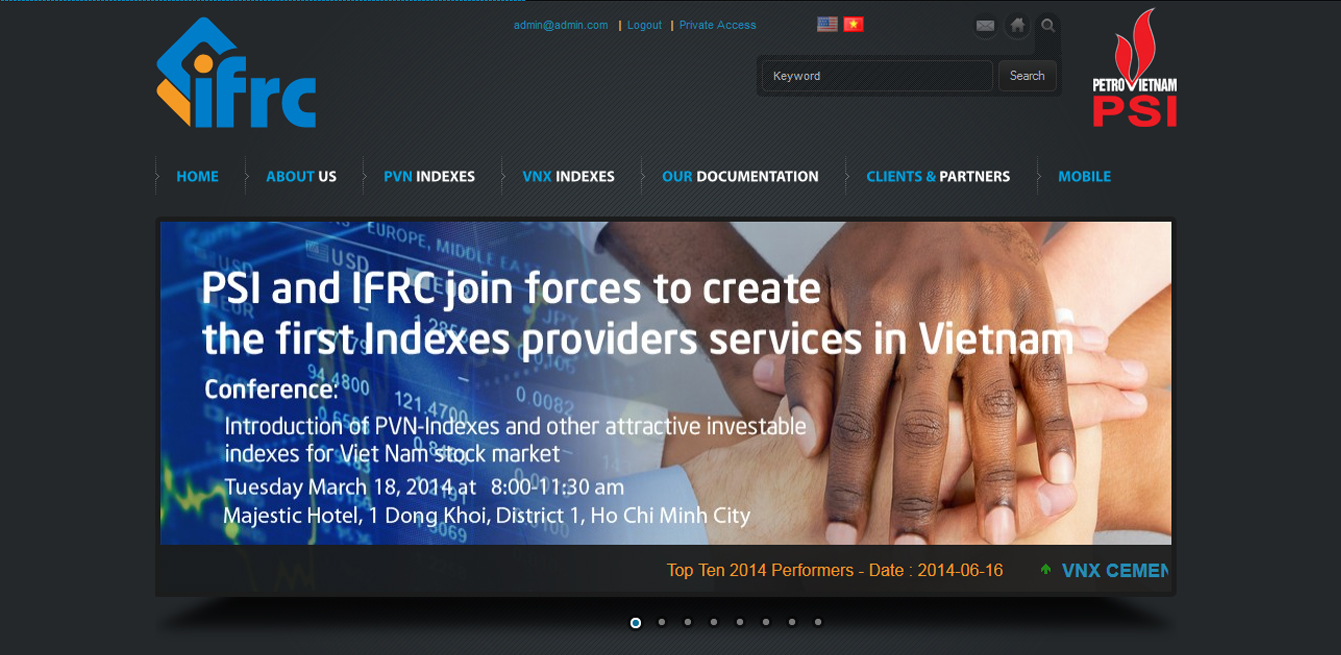 admin@admin.com | Logout | Private Access
ifrc
Keyword
Search
PETROVIETNAM
PSI
HOME
ABOUT US
PVN INDEXES
VNX INDEXES
OUR DOCUMENTATION
CLIENTS & PARTNERS
MOBILE
EUROPE, MIDDLE EA
USD
USD
EUR
JPY
PSI and IFRC join forces to create
the first Indexes providers services in Vietnam
94.4800
121.4700
0.0082
Conference:
Introduction of PVN-Indexes and other attractive investable
indexes for Viet Nam stock market
Tuesday March 18, 2014 at 8:00-11:30 am
Majestic Hotel, 1 Dong Khoi, District 1, Ho Chi Minh City
Top Ten 2014 Performers - Date : 2014-06-16
VNX CEMEN